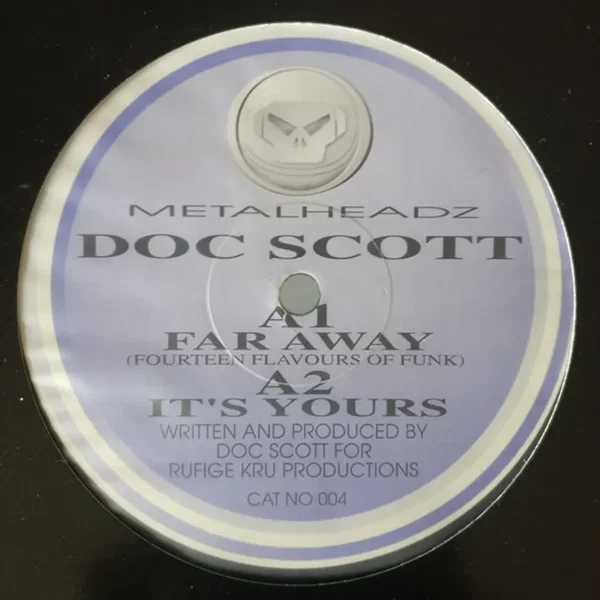 METALHEADZ
DOC SCOTT
A1
FAR AWAY
(FOURTEEN FLAVOURS OF FUNK)
A2
IT'S YOURS
WRITTEN AND PRODUCED BY
DOC SCOTT FOR
RUFIGE KRU PRODUCTIONS
CAT NO 004